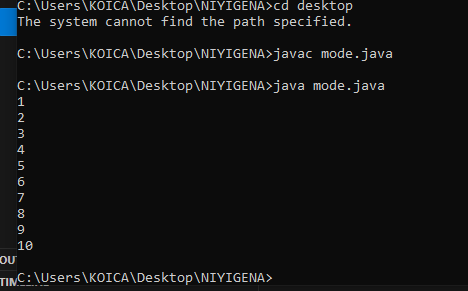 C:\Users\KOICA\Desktop\NIYIGENA>cd desktop
The system cannot find the path specified.
C:\Users\KOICA\Desktop\NIYIGENA>javac mode.java
C:\Users\KOICA\Desktop\NIYIGENA>java mode.java
1
2
3
4
5
6
7
8
9
10
OU
TIM
C:\Users\KOICA\Desktop\NIYIGENA>